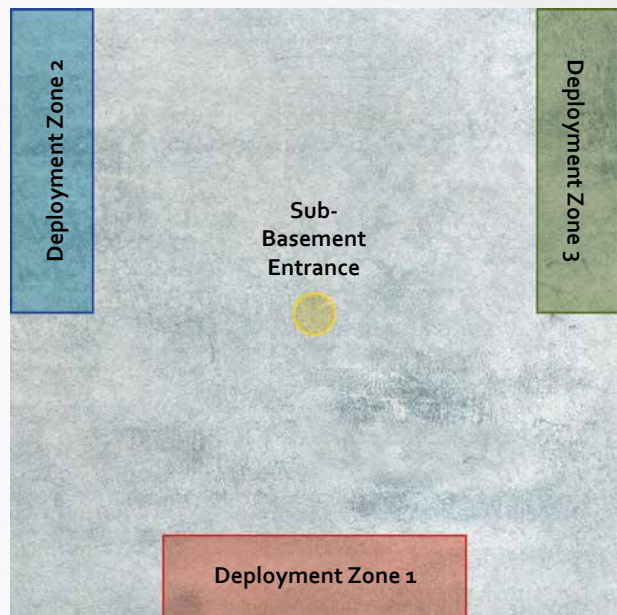 Deployment Zone 2
Deployment Zone 3
Sub-
Basement
Entrance
Deployment Zone 1